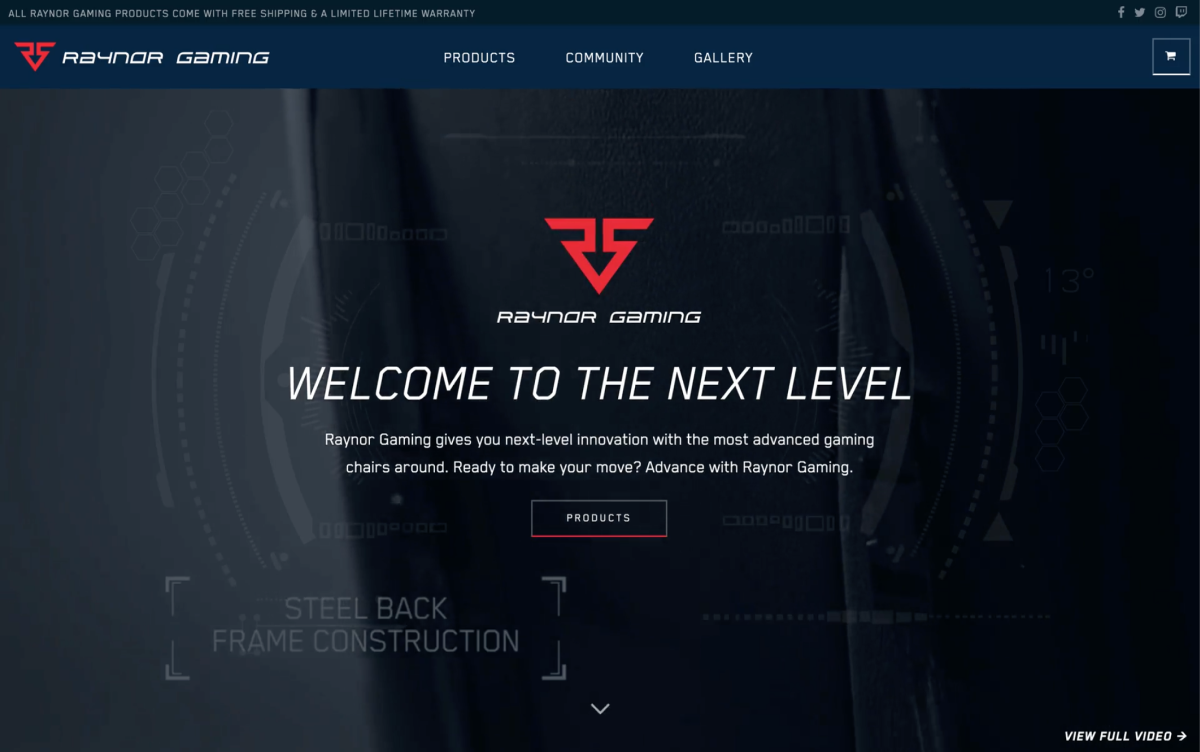 ALL RAYNOR GAMING PRODUCTS COME WITH FREE SHIPPING & A LIMITED LIFETIME WARRANTY
RAYNOR GAMING
PRODUCTS
COMMUNITY
GALLERY
13°
RAYNOR GAMING
WELCOME TO THE NEXT LEVEL
Raynor Gaming gives you next-level innovation with the most advanced gaming
chairs around. Ready to make your move? Advance with Raynor Gaming.
PRODUCTS
STEEL BACK
FRAME CONSTRUCTION
VIEW FULL VIDEO →